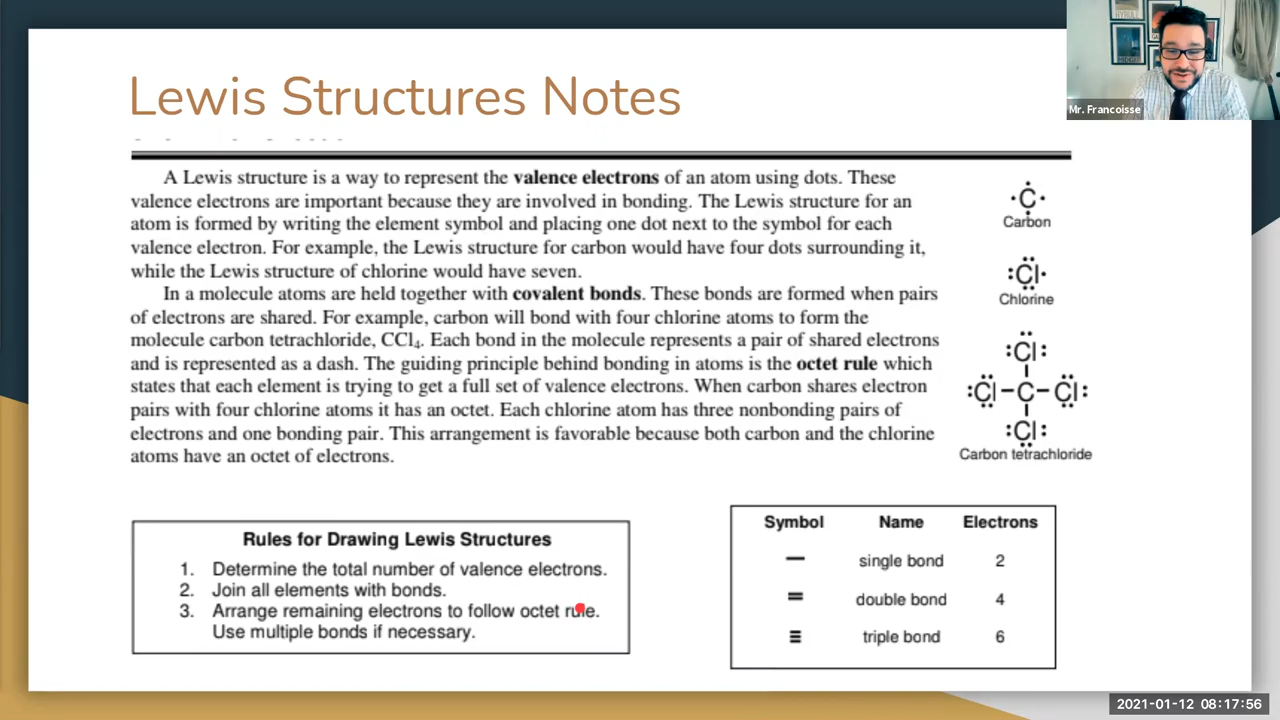 Lewis Structures Notes
Mr. Francoisse
A Lewis structure is a way to represent the valence electrons of an atom using dots. These
valence electrons are important because they are involved in bonding. The Lewis structure for an
atom is formed by writing the element symbol and placing one dot next to the symbol for each
valence electron. For example, the Lewis structure for carbon would have four dots surrounding it,
while the Lewis structure of chlorine would have seven.
In a molecule atoms are held together with covalent bonds. These bonds are formed when pairs
of electrons are shared. For example, carbon will bond with four chlorine atoms to form the
molecule carbon tetrachloride, CCl₄. Each bond in the molecule represents a pair of shared electrons
and is represented as a dash. The guiding principle behind bonding in atoms is the octet rule which
states that each element is trying to get a full set of valence electrons. When carbon shares electron
pairs with four chlorine atoms it has an octet. Each chlorine atom has three nonbonding pairs of
electrons and one bonding pair. This arrangement is favorable because both carbon and the chlorine
atoms have an octet of electrons.
C
Carbon
Cl
Chlorine
Cl
Cl–C–Cl
Cl
Carbon tetrachloride
Rules for Drawing Lewis Structures
1. Determine the total number of valence electrons.
2. Join all elements with bonds.
3. Arrange remaining electrons to follow octet rule.
Use multiple bonds if necessary.
Symbol Name Electrons
– single bond 2
= double bond 4
≡ triple bond 6
2021-01-12 08:17:56